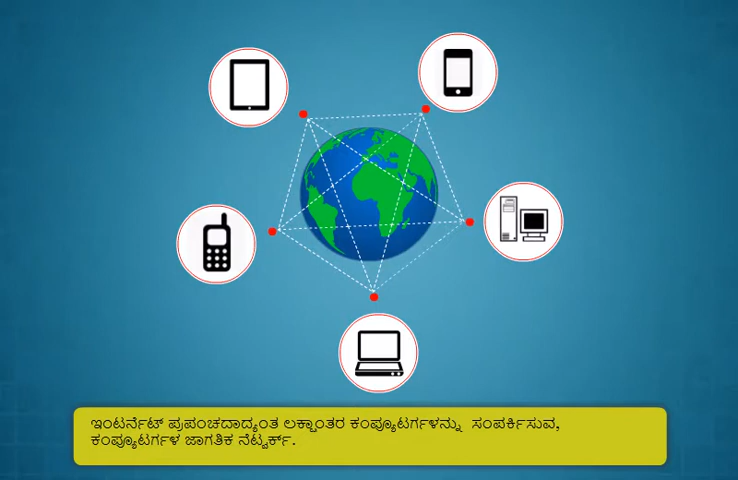 ಇಂಟರ್ನೆಟ್ ಪ್ರಪಂಚದಾದ್ಯಂತ ಲಕ್ಷಾಂತರ ಕಂಪ್ಯೂಟರ್ಗಳನ್ನು ಸಂಪರ್ಕಿಸುವ,
ಕಂಪ್ಯೂಟರ್ಗಳ ಜಾಗತಿಕ ನೆಟ್ವರ್ಕ್.